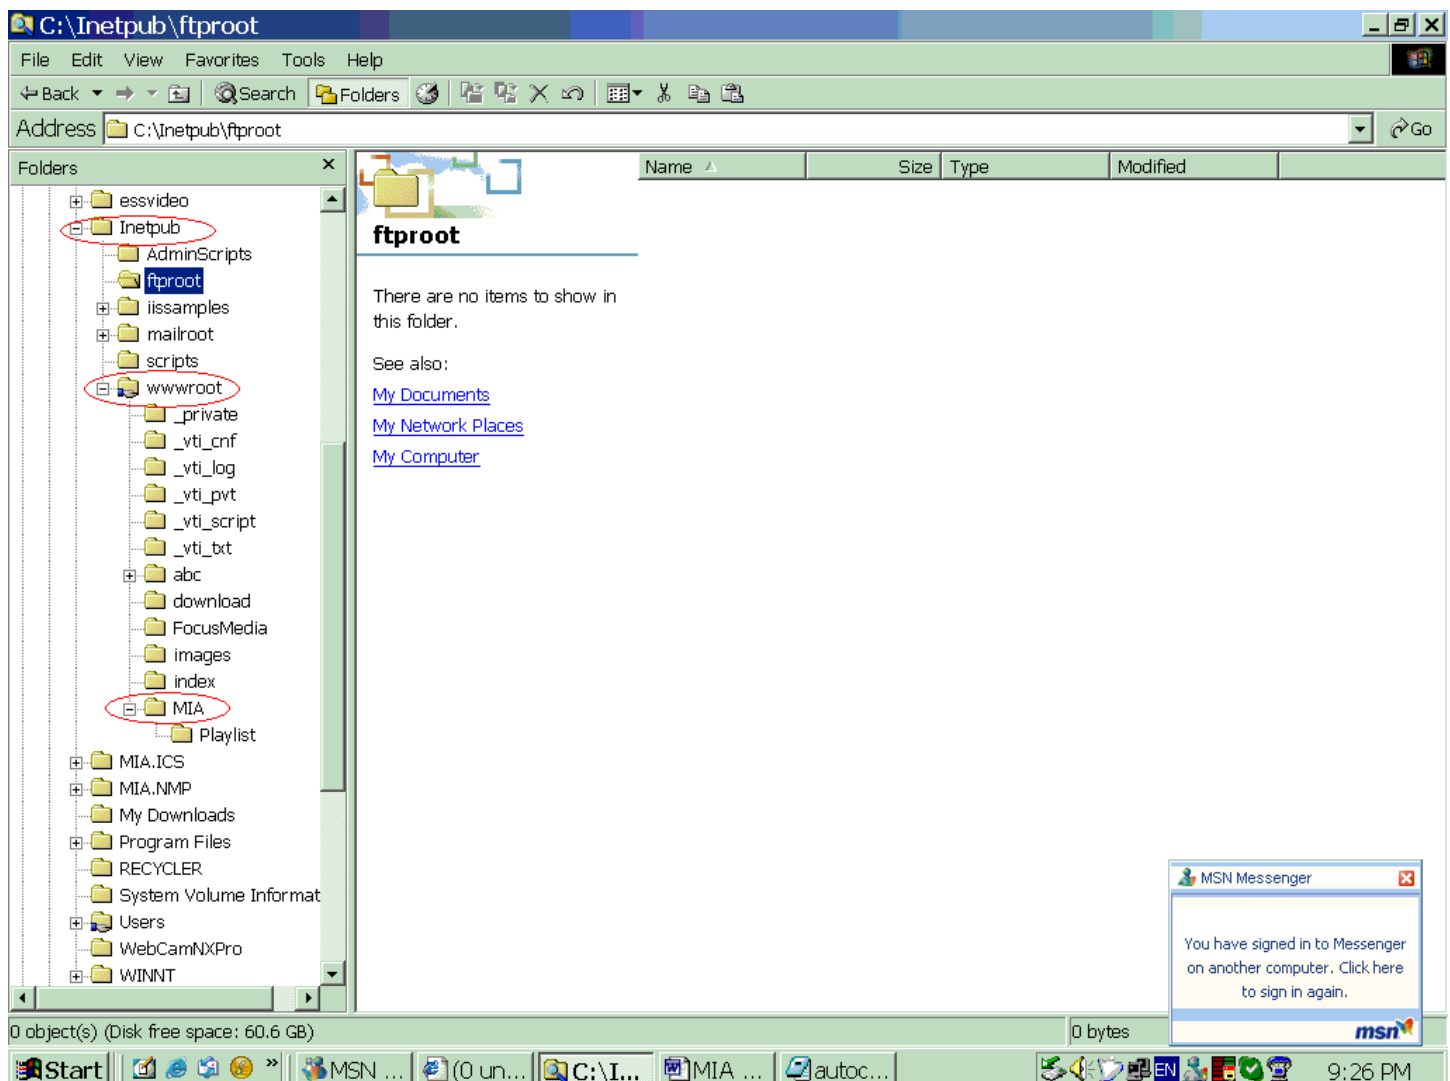 C:\Inetpub\ftproot
File Edit View Favorites Tools Help
Back Search Folders
Address C:\Inetpub\ftproot Go
Folders
essvideo
Inetpub
AdminScripts
ftproot
iissamples
mailroot
scripts
wwwroot
_private
_vti_cnf
_vti_log
_vti_pvt
_vti_script
_vti_txt
abc
download
FocusMedia
images
index
MIA
Playlist
MIA.ICS
MIA.NMP
My Downloads
Program Files
RECYCLER
System Volume Informat
Users
WebCamNXPro
WINNT
ftproot
There are no items to show in
this folder.
See also:
My Documents
My Network Places
My Computer
Name Size Type Modified
MSN Messenger
You have signed in to Messenger
on another computer. Click here
to sign in again.
msn
0 object(s) (Disk free space: 60.6 GB) 0 bytes
Start » MSN ... (0 un... C:\I... MIA ... autoc... EN 9:26 PM